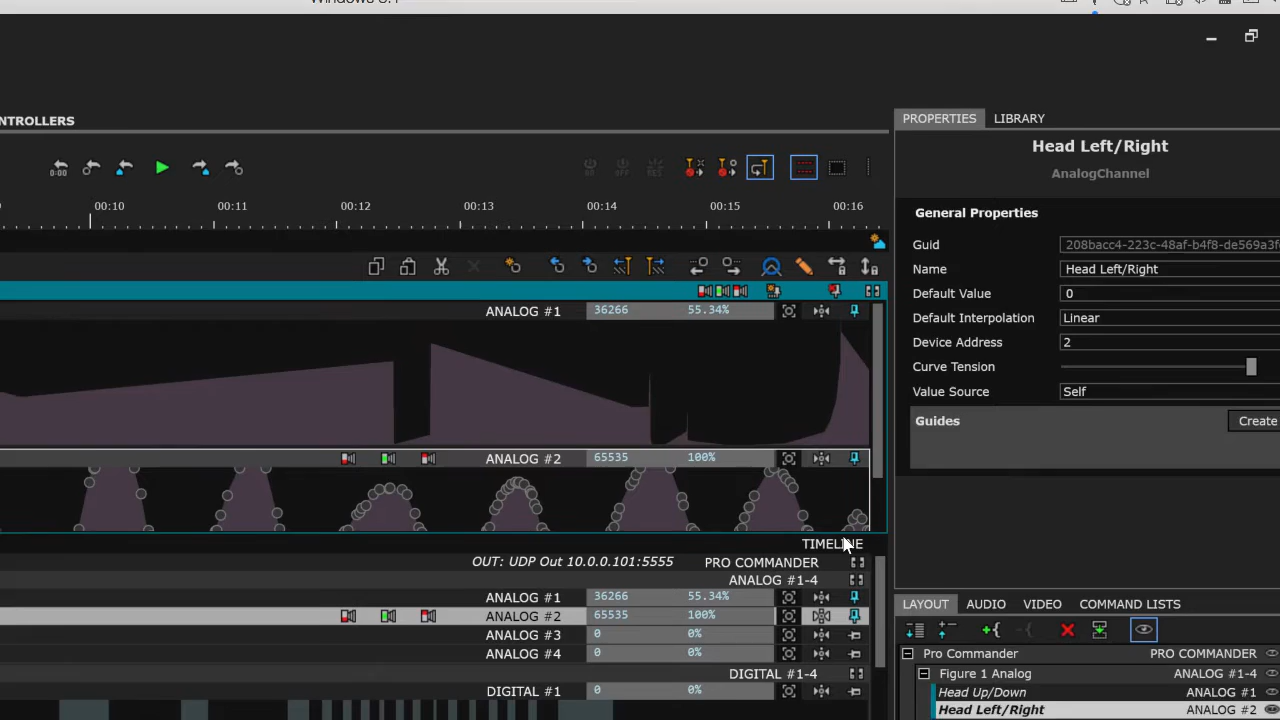 NTROLLERS
PROPERTIES LIBRARY
Head Left/Right
AnalogChannel
0:00
OFF RES
00:10 00:11 00:12 00:13 00:14 00:15 00:16
General Properties
Guid 208bacc4-223c-48af-b4f8-de569a3f
Name Head Left/Right
Default Value 0
Default Interpolation Linear
Device Address 2
Curve Tension
Value Source Self
Guides Create
ANALOG #1 36266 55.34%
ANALOG #2 65535 100%
TIMELINE
OUT: UDP Out 10.0.0.101:5555 PRO COMMANDER
ANALOG #1-4
ANALOG #1 36266 55.34%
ANALOG #2 65535 100%
ANALOG #3 0 0%
ANALOG #4 0 0%
DIGITAL #1-4
DIGITAL #1 0 0%
LAYOUT AUDIO VIDEO COMMAND LISTS
Pro Commander PRO COMMANDER
Figure 1 Analog ANALOG #1-4
Head Up/Down ANALOG #1
Head Left/Right ANALOG #2